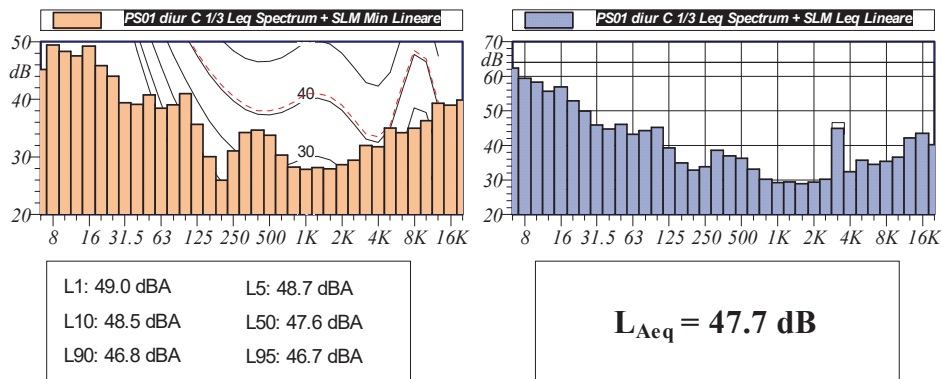 PS01 diur C 1/3 Leq Spectrum + SLM Min Lineare
50
dB
40
30
20
40
30
8 16 31.5 63 125 250 500 1K 2K 4K 8K 16K
PS01 diur C 1/3 Leq Spectrum + SLM Leq Lineare
70
dB
60
50
40
30
20
8 16 31.5 63 125 250 500 1K 2K 4K 8K 16K
L1: 49.0 dBA L5: 48.7 dBA
L10: 48.5 dBA L50: 47.6 dBA
L90: 46.8 dBA L95: 46.7 dBA
LAeq = 47.7 dB